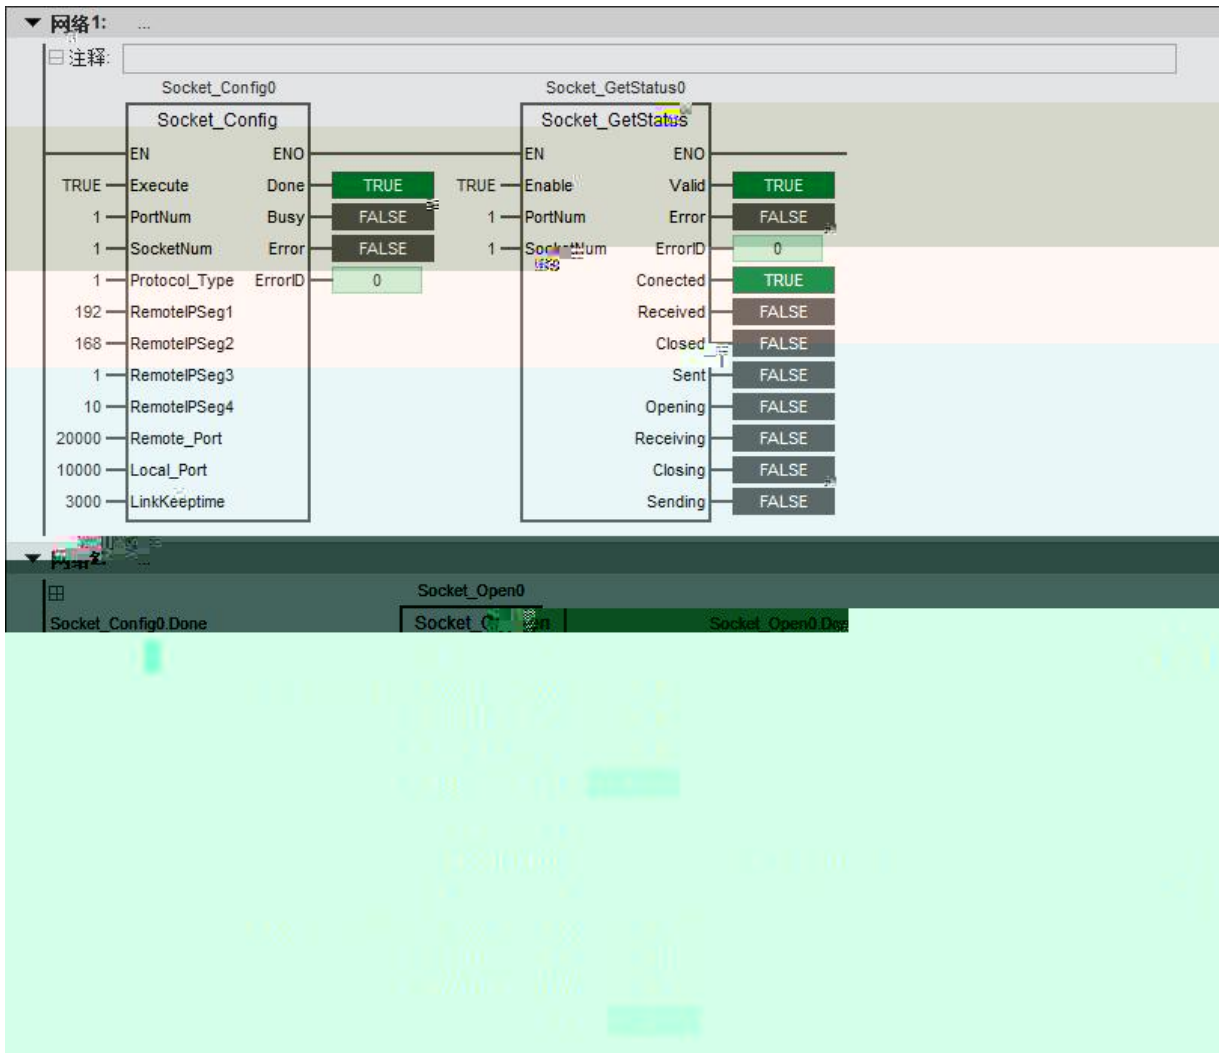 网络1: ...
注释:
Socket_Config0 Socket_GetStatus0
Socket_Config Socket_GetStatus
EN ENO EN ENO
TRUE Execute Done TRUE TRUE Enable Valid TRUE
1 PortNum Busy FALSE 1 PortNum Error FALSE
1 SocketNum Error FALSE 1 SocketNum ErrorID 0
1 Protocol_Type ErrorID 0 Conected TRUE
192 RemoteIPSeg1 Received FALSE
168 RemoteIPSeg2 Closed FALSE
1 RemoteIPSeg3 Sent FALSE
10 RemoteIPSeg4 Opening FALSE
20000 Remote_Port Receiving FALSE
10000 Local_Port Closing FALSE
3000 LinkKeeptime Sending FALSE
...
Socket_Open0
Socket_Config0.Done